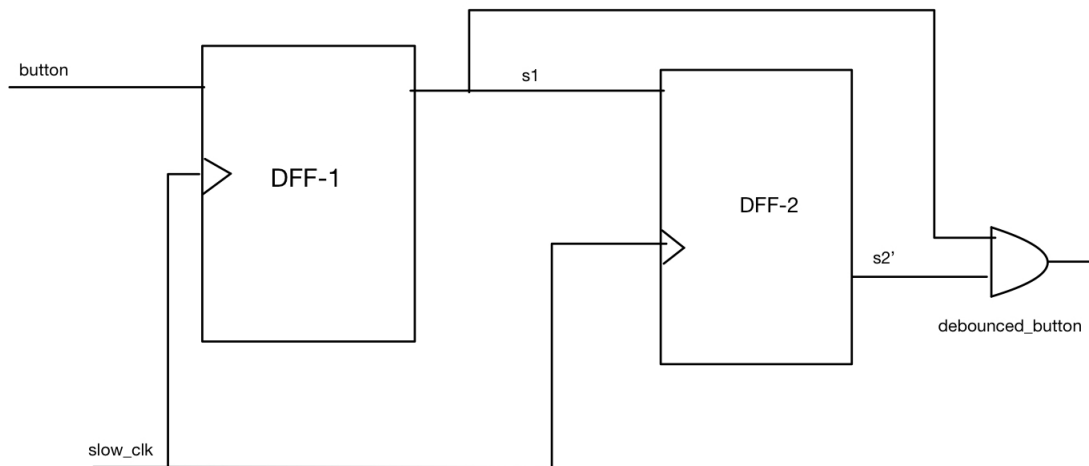 button
s1
DFF-1
DFF-2
s2’
debounced_button
slow_clk